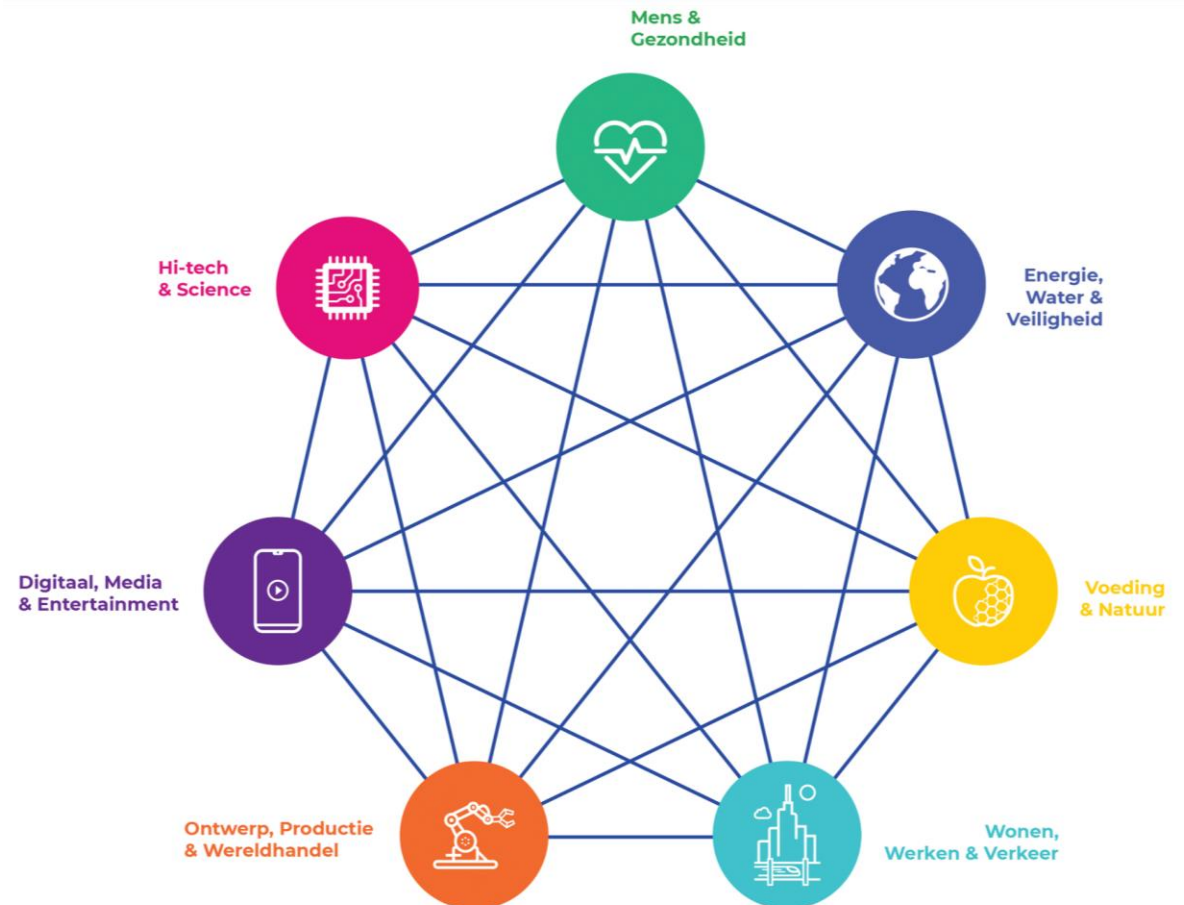 Mens &
Gezondheid
Hi-tech
& Science
Energie,
Water &
Veiligheid
Digitaal, Media
& Entertainment
Voeding
& Natuur
Ontwerp, Productie
& Wereldhandel
Wonen,
Werken & Verkeer